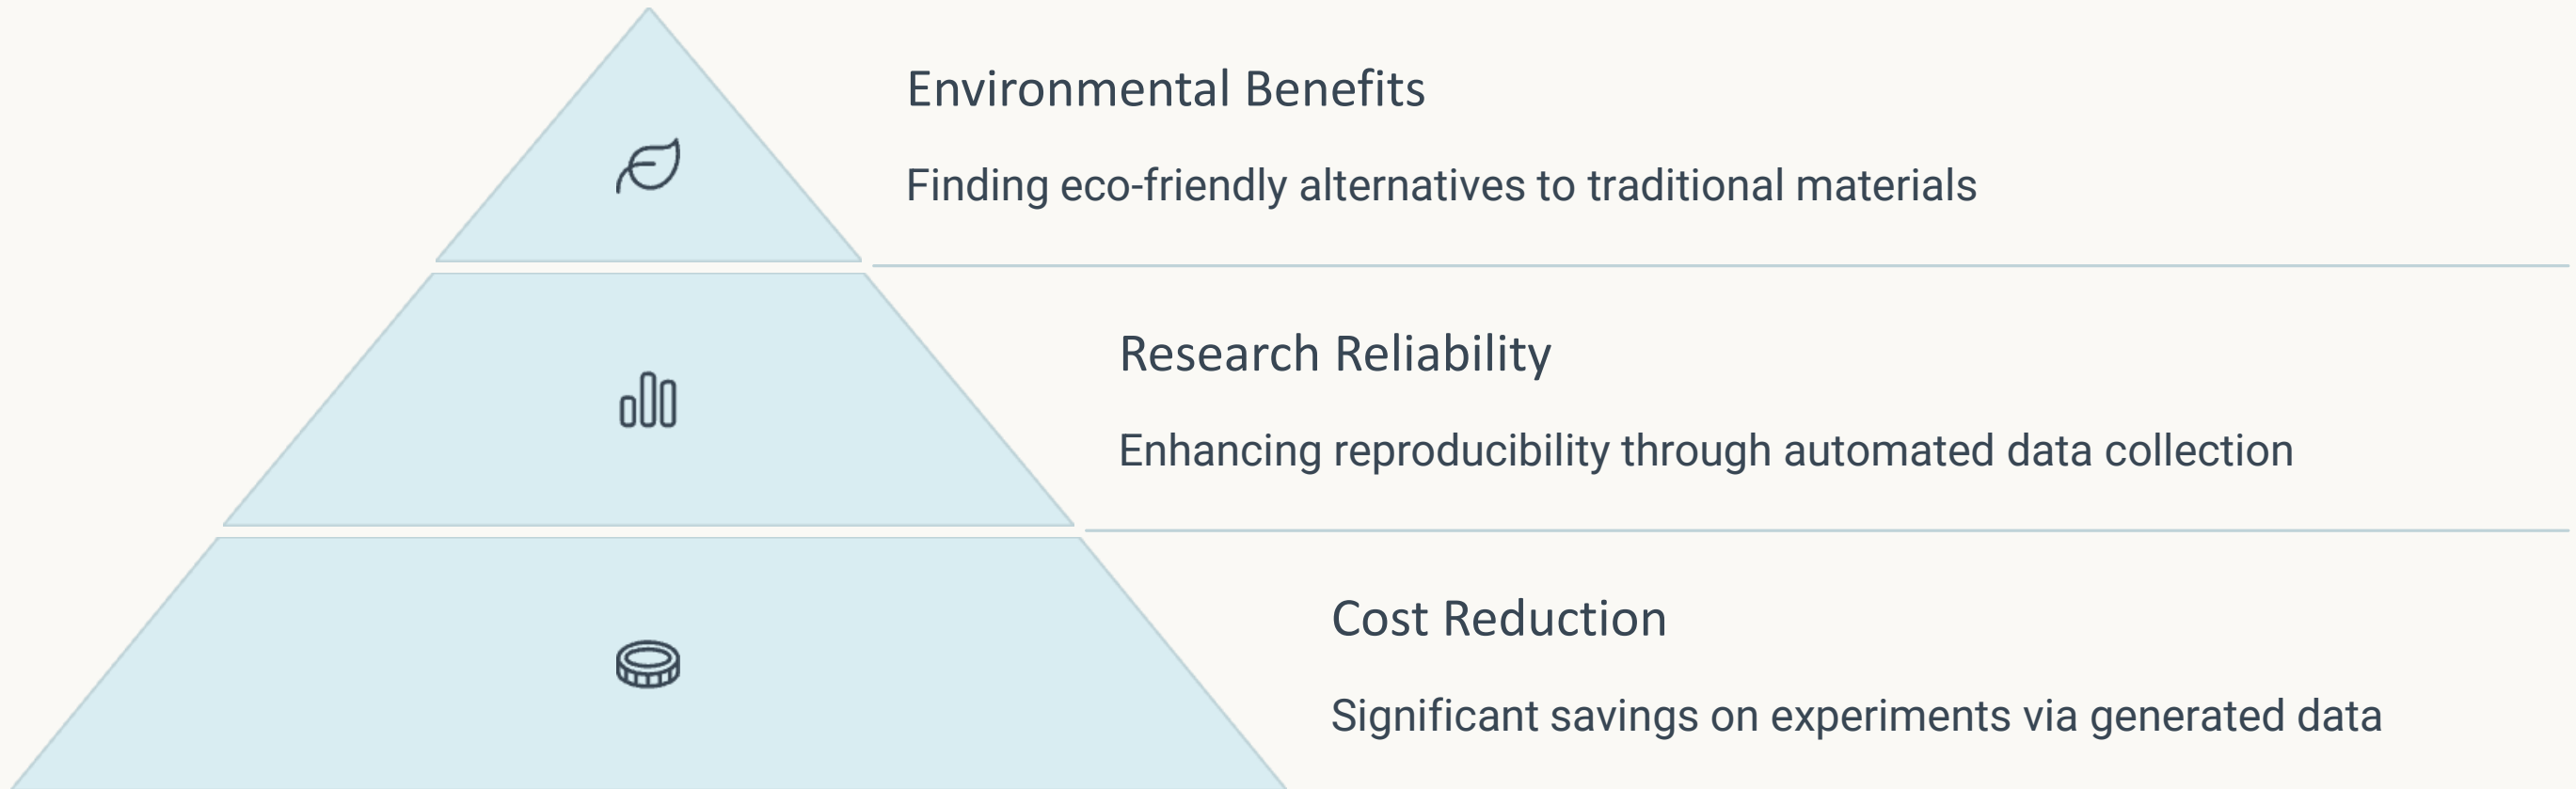 Environmental Benefits
Finding eco-friendly alternatives to traditional materials
Research Reliability
Enhancing reproducibility through automated data collection
Cost Reduction
Significant savings on experiments via generated data